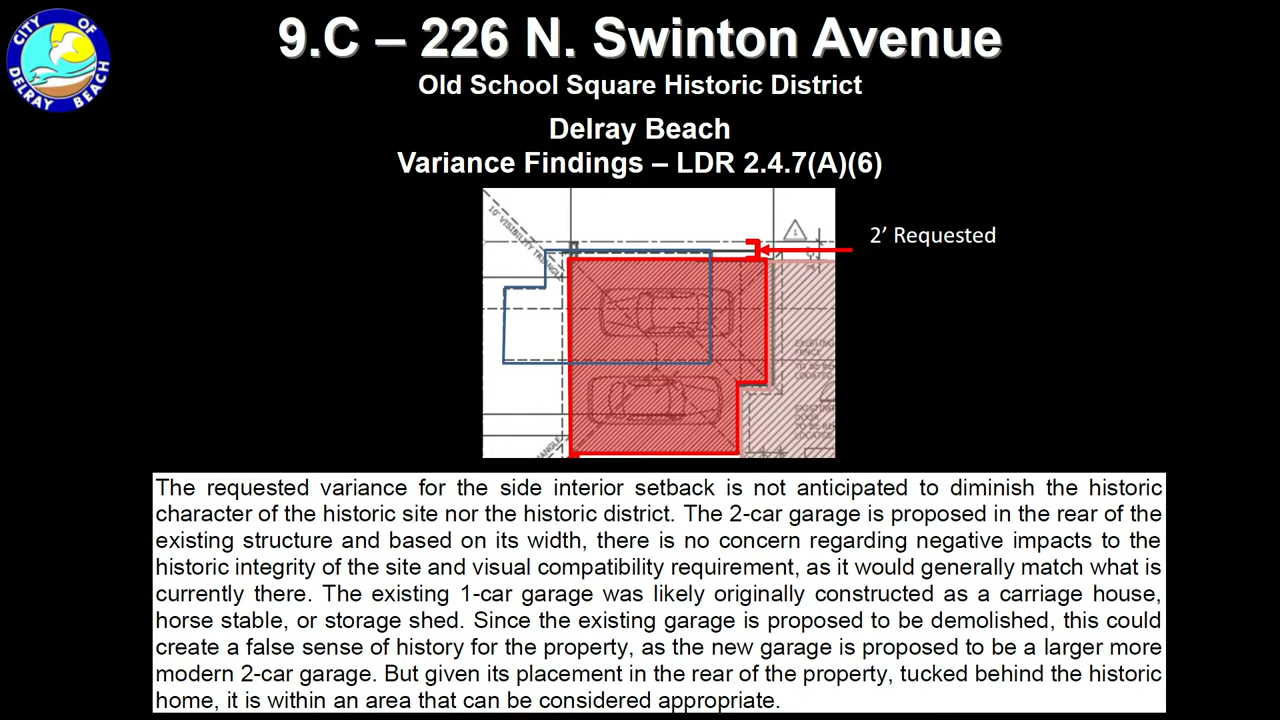 CITY OF
DELRAY BEACH
9.C – 226 N. Swinton Avenue
Old School Square Historic District
Delray Beach
Variance Findings – LDR 2.4.7(A)(6)
10' VISIBILITY TRIANGLE
1
2’ Requested
The requested variance for the side interior setback is not anticipated to diminish the historic
character of the historic site nor the historic district. The 2-car garage is proposed in the rear of the
existing structure and based on its width, there is no concern regarding negative impacts to the
historic integrity of the site and visual compatibility requirement, as it would generally match what is
currently there. The existing 1-car garage was likely originally constructed as a carriage house,
horse stable, or storage shed. Since the existing garage is proposed to be demolished, this could
create a false sense of history for the property, as the new garage is proposed to be a larger more
modern 2-car garage. But given its placement in the rear of the property, tucked behind the historic
home, it is within an area that can be considered appropriate.